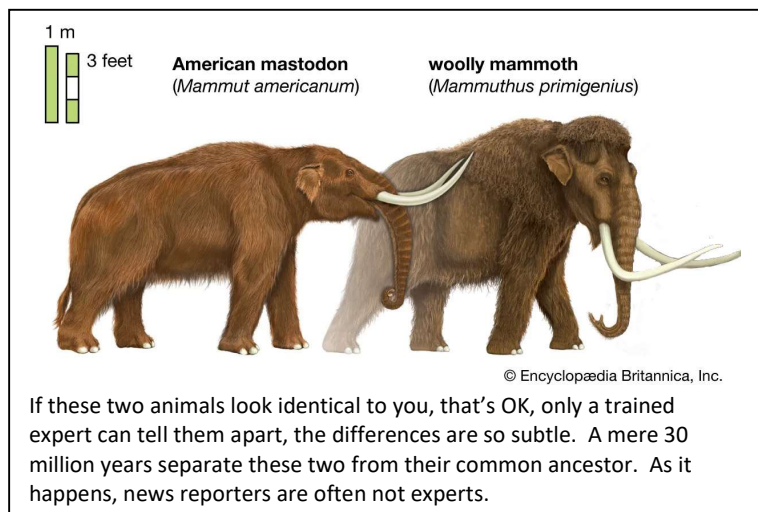 1 m
3 feet
American mastodon
(Mammut americanum)
woolly mammoth
(Mammuthus primigenius)
© Encyclopædia Britannica, Inc.
If these two animals look identical to you, that’s OK, only a trained
expert can tell them apart, the differences are so subtle.  A mere 30
million years separate these two from their common ancestor.  As it
happens, news reporters are often not experts.